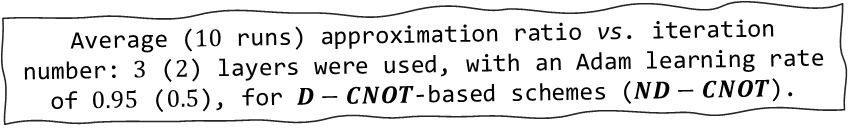 Average (10 runs) approximation ratio vs. iteration
number: 3 (2) layers were used, with an Adam learning rate
of 0.95 (0.5), for D − CNOT-based schemes (ND − CNOT).